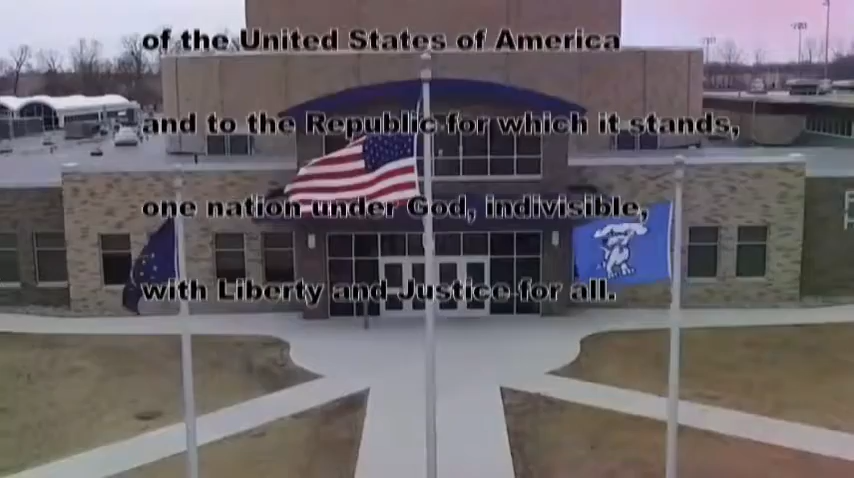 of the United States of America
and to the Republic for which it stands,
one nation under God, indivisible,
with Liberty and Justice for all.